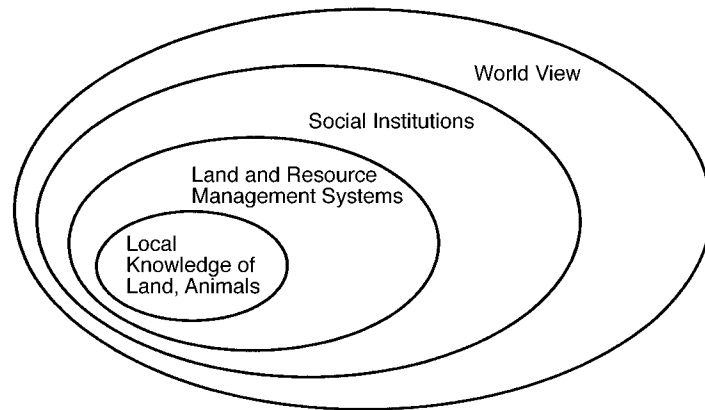 World View
Social Institutions
Land and Resource
Management Systems
Local
Knowledge of
Land, Animals